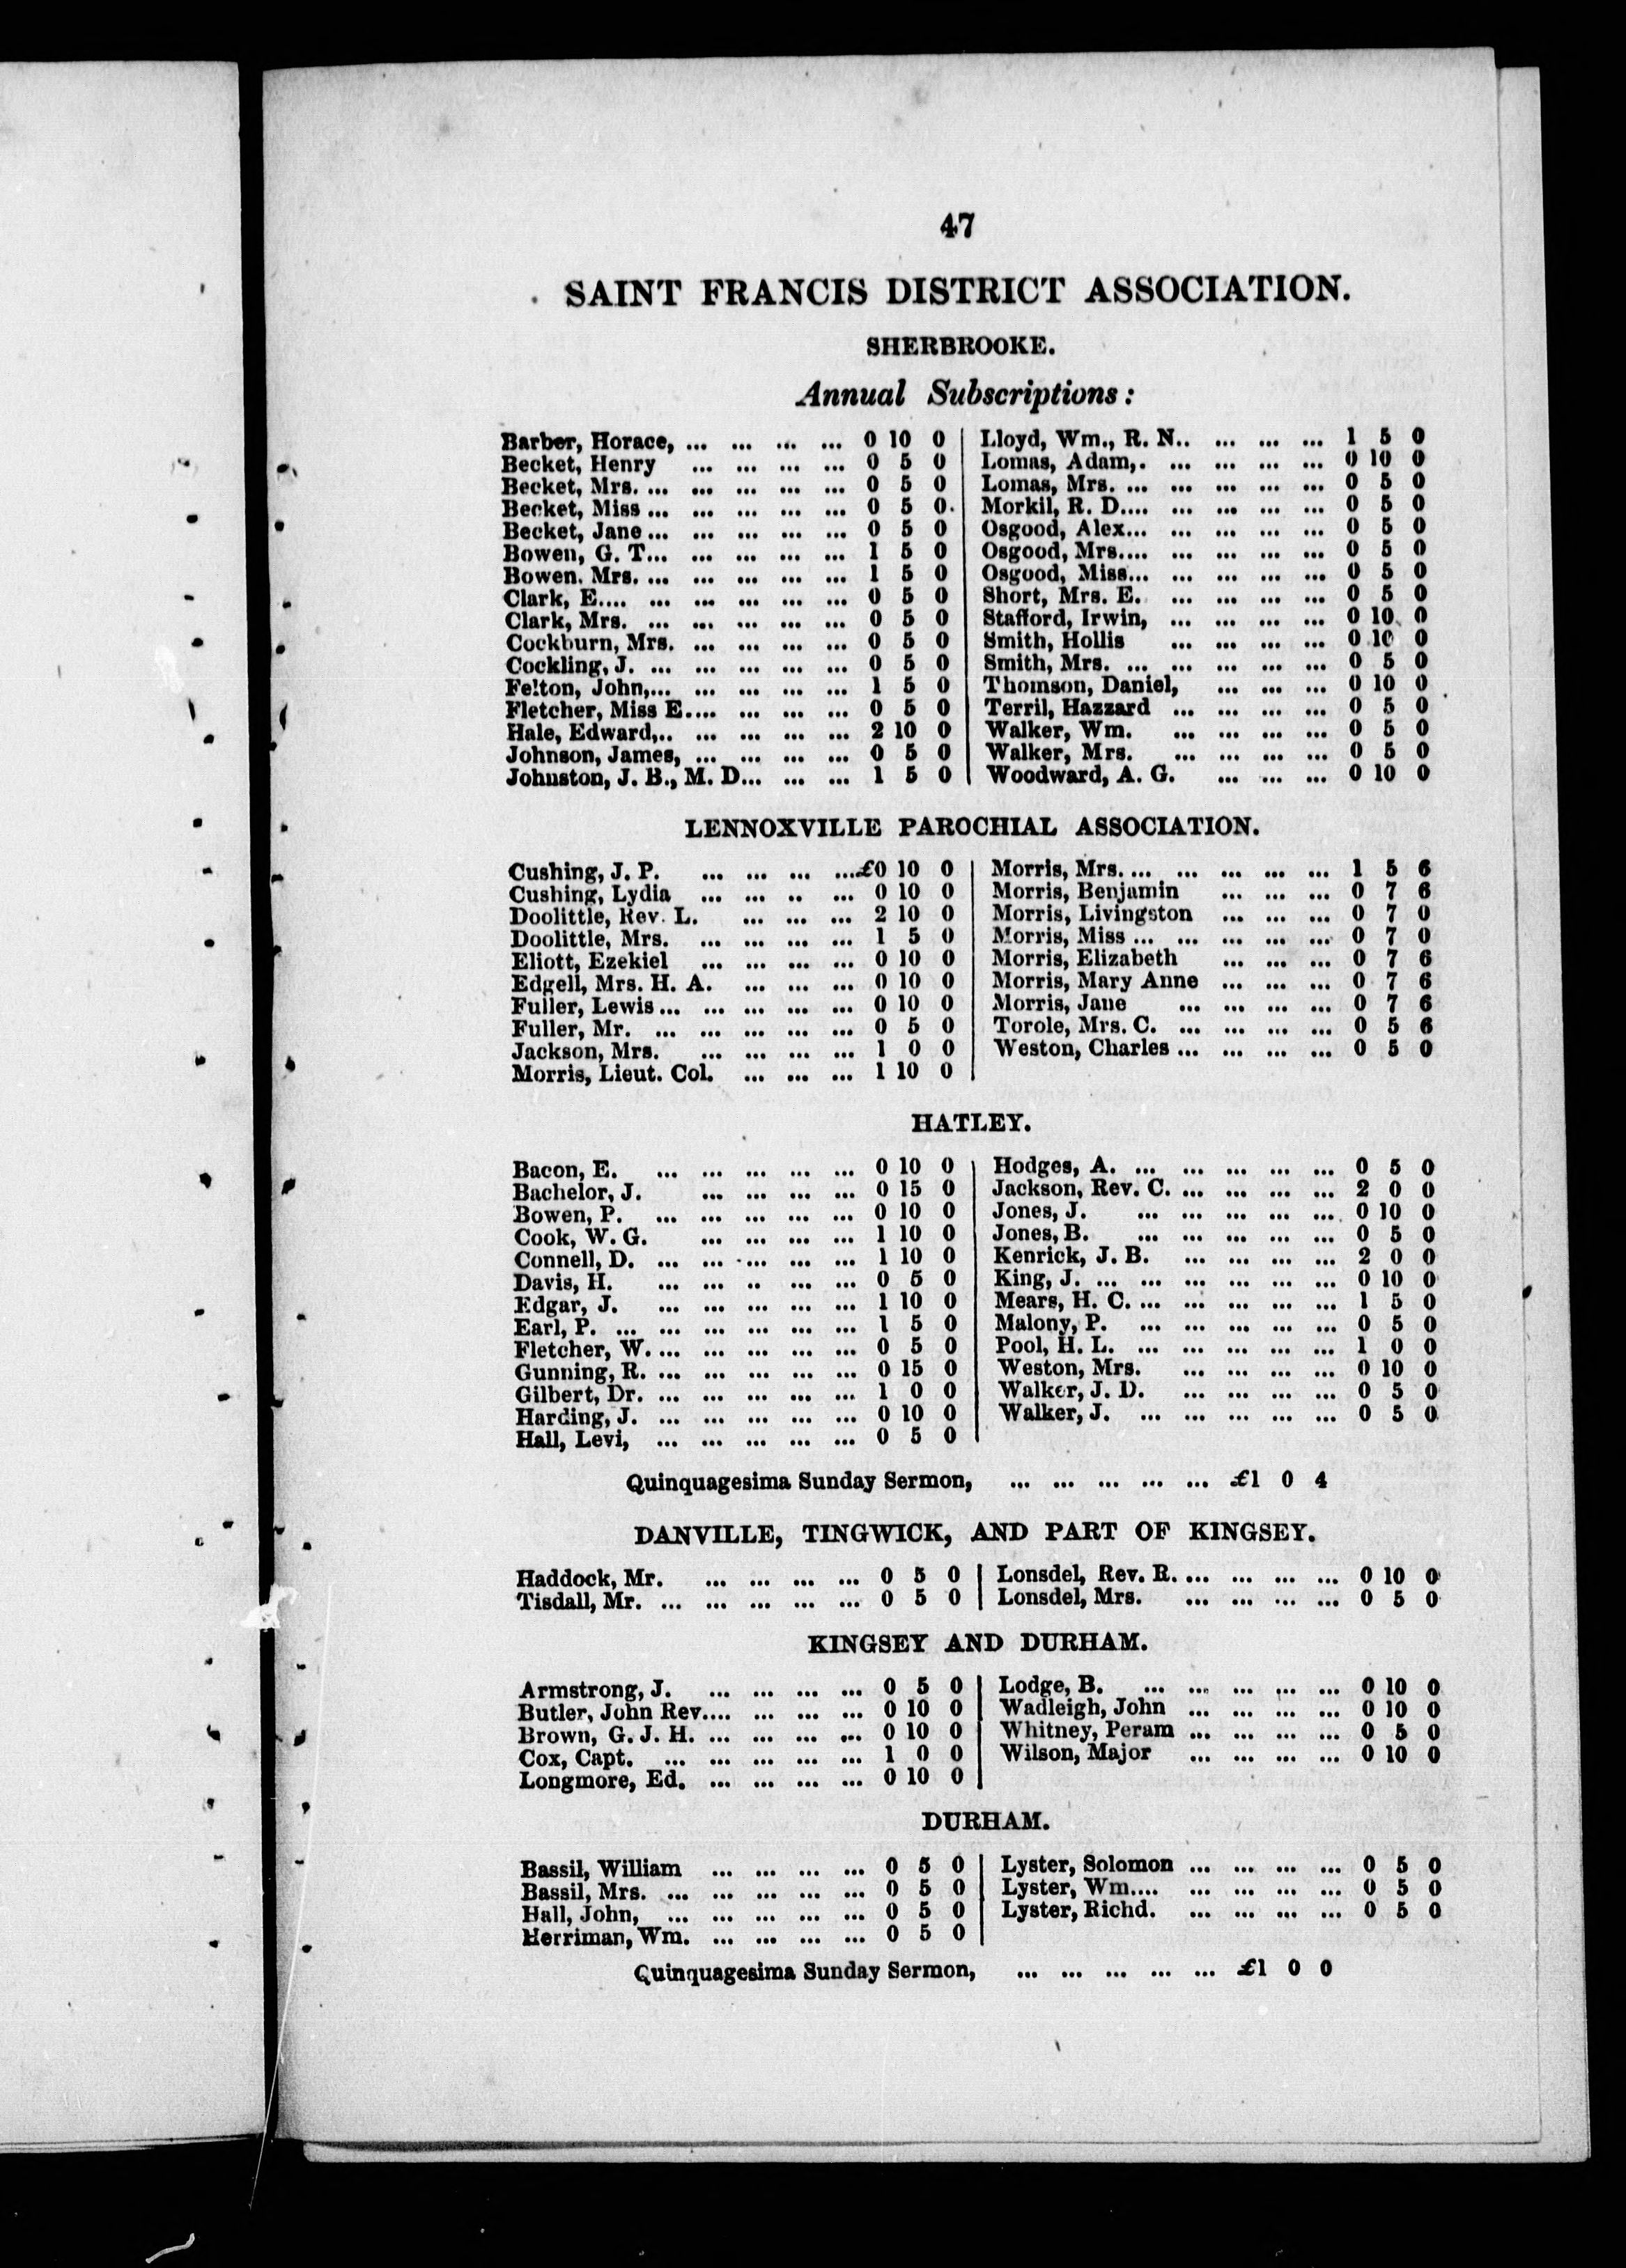 47
SAINT FRANCIS DISTRICT ASSOCIATION.
SHERBROOKE.
Annual Subscriptions:
Barber, Horace, ... ... ... ... 0 10 0
Becket, Henry ... ... ... ... 0 5 0
Becket, Mrs. ... ... ... ... ... 0 5 0
Becket, Miss ... ... ... ... ... 0 5 0
Becket, Jane ... ... ... ... ... 0 5 0
Bowen, G. T... ... ... ... ... 1 5 0
Bowen. Mrs. ... ... ... ... ... 1 5 0
Clark, E.... ... ... ... ... ... 0 5 0
Clark, Mrs. ... ... ... ... ... 0 5 0
Cockburn, Mrs. ... ... ... ... 0 5 0
Cockling, J. ... ... ... ... ... 0 5 0
Felton, John,... ... ... ... ... 1 5 0
Fletcher, Miss E.... ... ... ... 0 5 0
Hale, Edward,.. ... ... ... ... 2 10 0
Johnson, James, ... ... ... ... 0 5 0
Johnston, J. B., M. D... ... ... 1 5 0
Lloyd, Wm., R. N.. ... ... ... 1 5 0
Lomas, Adam,. ... ... ... ... 0 10 0
Lomas, Mrs. ... ... ... ... ... 0 5 0
Morkil, R. D.... ... ... ... ... 0 5 0
Osgood, Alex... ... ... ... ... 0 5 0
Osgood, Mrs.... ... ... ... ... 0 5 0
Osgood, Miss... ... ... ... ... 0 5 0
Short, Mrs. E. ... ... ... ... 0 5 0
Stafford, Irwin, ... ... ... ... 0 10 0
Smith, Hollis ... ... ... ... 0 10 0
Smith, Mrs. ... ... ... ... ... 0 5 0
Thomson, Daniel, ... ... ... 0 10 0
Terril, Hazzard ... ... ... ... 0 5 0
Walker, Wm. ... ... ... ... 0 5 0
Walker, Mrs. ... ... ... ... 0 5 0
Woodward, A. G. ... ... ... 0 10 0
LENNOXVILLE PAROCHIAL ASSOCIATION.
Cushing, J. P. ... ... ... ...£0 10 0
Cushing, Lydia ... ... .. ... 0 10 0
Doolittle, Rev. L. ... ... ... 2 10 0
Doolittle, Mrs. ... ... ... ... 1 5 0
Eliott, Ezekiel ... ... ... ... 0 10 0
Edgell, Mrs. H. A. ... ... ... 0 10 0
Fuller, Lewis ... ... ... ... ... 0 10 0
Fuller, Mr. ... ... ... ... ... 0 5 0
Jackson, Mrs. ... ... ... ... 1 0 0
Morris, Lieut. Col. ... ... ... 1 10 0
Morris, Mrs. ... ... ... ... ... 1 5 6
Morris, Benjamin ... ... ... 0 7 6
Morris, Livingston ... ... ... 0 7 0
Morris, Miss ... ... ... ... ... 0 7 0
Morris, Elizabeth ... ... ... 0 7 6
Morris, Mary Anne ... ... ... 0 7 6
Morris, Jane ... ... ... ... 0 7 6
Torole, Mrs. C. ... ... ... ... 0 5 6
Weston, Charles ... ... ... ... 0 5 0
HATLEY.
Bacon, E. ... ... ... ... ... 0 10 0
Bachelor, J. ... ... ... ... 0 15 0
Bowen, P. ... ... ... ... ... 0 10 0
Cook, W. G. ... ... ... ... 1 10 0
Connell, D. ... ... ... ... ... 1 10 0
Davis, H. ... ... .. ... ... 0 5 0
Edgar, J. ... ... ... ... ... 1 10 0
Earl, P. ... ... ... ... ... ... 1 5 0
Fletcher, W. ... ... ... ... ... 0 5 0
Gunning, R. ... ... ... ... ... 0 15 0
Gilbert, Dr. ... ... ... ... ... 1 0 0
Harding, J. ... ... ... ... ... 0 10 0
Hall, Levi, ... ... ... ... ... 0 5 0
Hodges, A. ... ... ... ... ... 0 5 0
Jackson, Rev. C. ... ... ... ... 2 0 0
Jones, J. ... ... ... ... ... 0 10 0
Jones, B. ... ... ... ... ... 0 5 0
Kenrick, J. B. ... ... ... ... 2 0 0
King, J. ... ... ... ... ... ... 0 10 0
Mears, H. C. ... ... ... ... ... 1 5 0
Malony, P. ... ... ... ... ... 0 5 0
Pool, H. L. ... ... ... ... ... 1 0 0
Weston, Mrs. ... ... ... ... 0 10 0
Walker, J. D. ... ... ... ... 0 5 0
Walker, J. ... ... ... ... ... 0 5 0
Quinquagesima Sunday Sermon, ... ... ... ... ... £1 0 4
DANVILLE, TINGWICK, AND PART OF KINGSEY.
Haddock, Mr. ... ... ... ... 0 5 0
Tisdall, Mr. ... ... ... ... ... 0 5 0
Lonsdel, Rev. R. ... ... ... ... 0 10 0
Lonsdel, Mrs. ... ... ... ... 0 5 0
KINGSEY AND DURHAM.
Armstrong, J. ... ... ... ... 0 5 0
Butler, John Rev.... ... ... ... 0 10 0
Brown, G. J. H. ... ... ... ... 0 10 0
Cox, Capt. ... ... ... ... ... 1 0 0
Longmore, Ed. ... ... ... ... 0 10 0
Lodge, B. ... ... ... ... ... 0 10 0
Wadleigh, John ... ... ... ... 0 10 0
Whitney, Peram ... ... ... ... 0 5 0
Wilson, Major ... ... ... ... 0 10 0
DURHAM.
Bassil, William ... ... ... ... 0 5 0
Bassil, Mrs. ... ... ... ... ... 0 5 0
Hall, John, ... ... ... ... ... 0 5 0
Herriman, Wm. ... ... ... ... 0 5 0
Lyster, Solomon ... ... ... ... 0 5 0
Lyster, Wm.... ... ... ... ... 0 5 0
Lyster, Richd. ... ... ... ... 0 5 0
Quinquagesima Sunday Sermon, ... ... ... ... ... £1 0 0